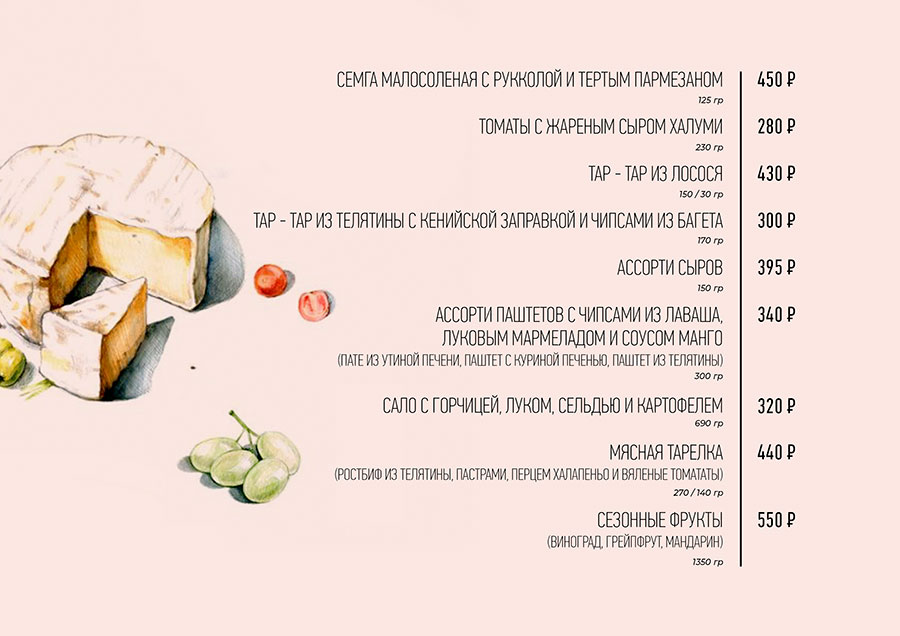 СЕМГА МАЛОСОЛЕНАЯ С РУККОЛОЙ И ТЕРТЫМ ПАРМЕЗАНОМ 450 ₽
125 гр
ТОМАТЫ С ЖАРЕНЫМ СЫРОМ ХАЛУМИ 280 ₽
230 гр
ТАР - ТАР ИЗ ЛОСОСЯ 430 ₽
150 / 30 гр
ТАР - ТАР ИЗ ТЕЛЯТИНЫ С КЕНИЙСКОЙ ЗАПРАВКОЙ И ЧИПСАМИ ИЗ БАГЕТА 300 ₽
170 гр
АССОРТИ СЫРОВ 395 ₽
150 гр
АССОРТИ ПАШТЕТОВ С ЧИПСАМИ ИЗ ЛАВАША, 340 ₽
ЛУКОВЫМ МАРМЕЛАДОМ И СОУСОМ МАНГО
(ПАТЕ ИЗ УТИНОЙ ПЕЧЕНИ, ПАШТЕТ С КУРИНОЙ ПЕЧЕНЬЮ, ПАШТЕТ ИЗ ТЕЛЯТИНЫ)
300 гр
САЛО С ГОРЧИЦЕЙ, ЛУКОМ, СЕЛЬДЬЮ И КАРТОФЕЛЕМ 320 ₽
690 гр
МЯСНАЯ ТАРЕЛКА 440 ₽
(РОСТБИФ ИЗ ТЕЛЯТИНЫ, ПАСТРАМИ, ПЕРЦЕМ ХАЛАПЕНЬО И ВЯЛЕНЫЕ ТОМАТАТЫ)
270 / 140 гр
СЕЗОННЫЕ ФРУКТЫ 550 ₽
(ВИНОГРАД, ГРЕЙПФРУТ, МАНДАРИН)
1350 гр